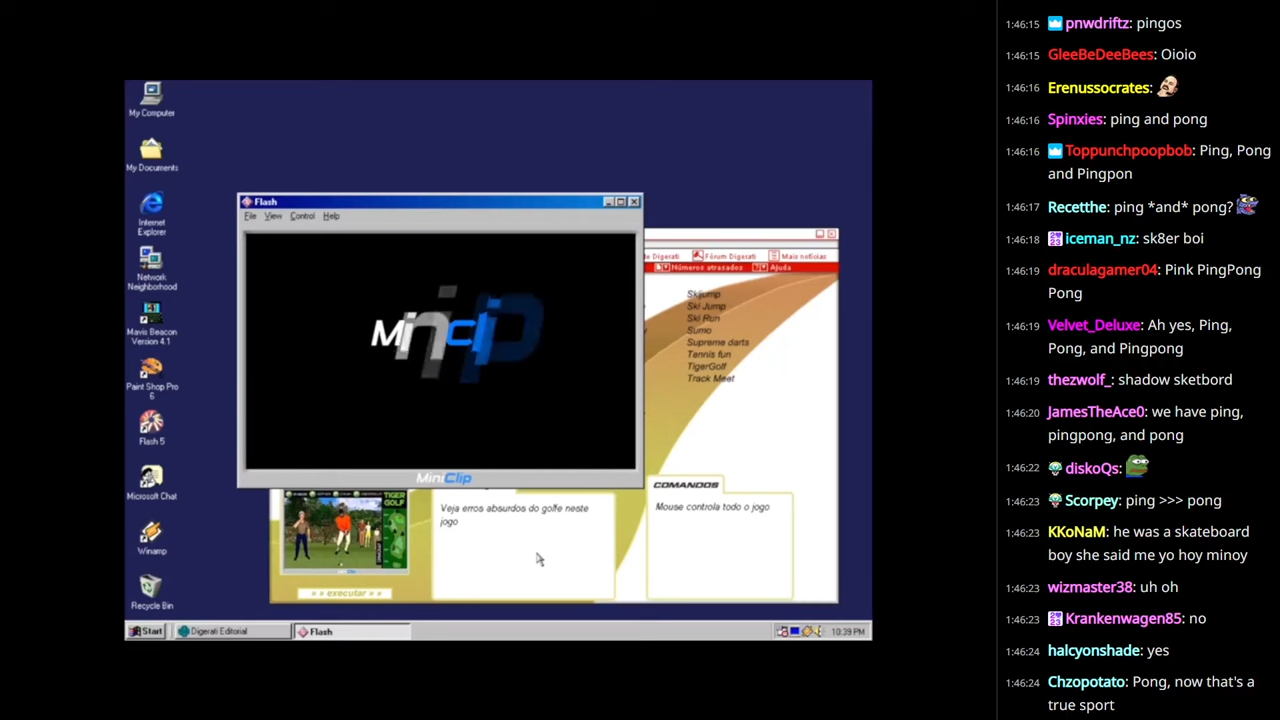 My Computer
My Documents
Internet
Explorer
Network
Neighborhood
Mavis Beacon
Version 4.1
Paint Shop Pro
6
Flash 5
Microsoft Chat
Winamp
Recycle Bin
Flash
File View Control Help
Miniclip
MiniClip
Digerati Fórum Digerati Mais notícias
Números atrasados Ajuda
Skijump
Ski Jump
Ski Run
Sumo
Supreme darts
Tennis fun
TigerGolf
Track Meet
TIGER
GOLF
» » executar » »
Veja erros absurdos do golfe neste
jogo
COMANDOS
Mouse controla todo o jogo
Start Digerati Editorial Flash 10:39 PM
1:46:15 pnwdriftz: pingos
1:46:15 GleeBeDeeBees: Oioio
1:46:16 Erenussocrates:
1:46:16 Spinxies: ping and pong
1:46:16 Toppunchpoopbob: Ping, Pong
and Pingpon
1:46:17 Recetthe: ping *and* pong?
1:46:18 iceman_nz: sk8er boi
1:46:19 draculagamer04: Pink PingPong
Pong
1:46:19 Velvet_Deluxe: Ah yes, Ping,
Pong, and Pingpong
1:46:19 thezwolf_: shadow sketbord
1:46:20 JamesTheAce0: we have ping,
pingpong, and pong
1:46:22 diskoQs:
1:46:23 Scorpey: ping >>> pong
1:46:23 KKoNaM: he was a skateboard
boy she said me yo hoy minoy
1:46:23 wizmaster38: uh oh
1:46:23 Krankenwagen85: no
1:46:24 halcyonshade: yes
1:46:24 Chzopotato: Pong, now that's a
true sport